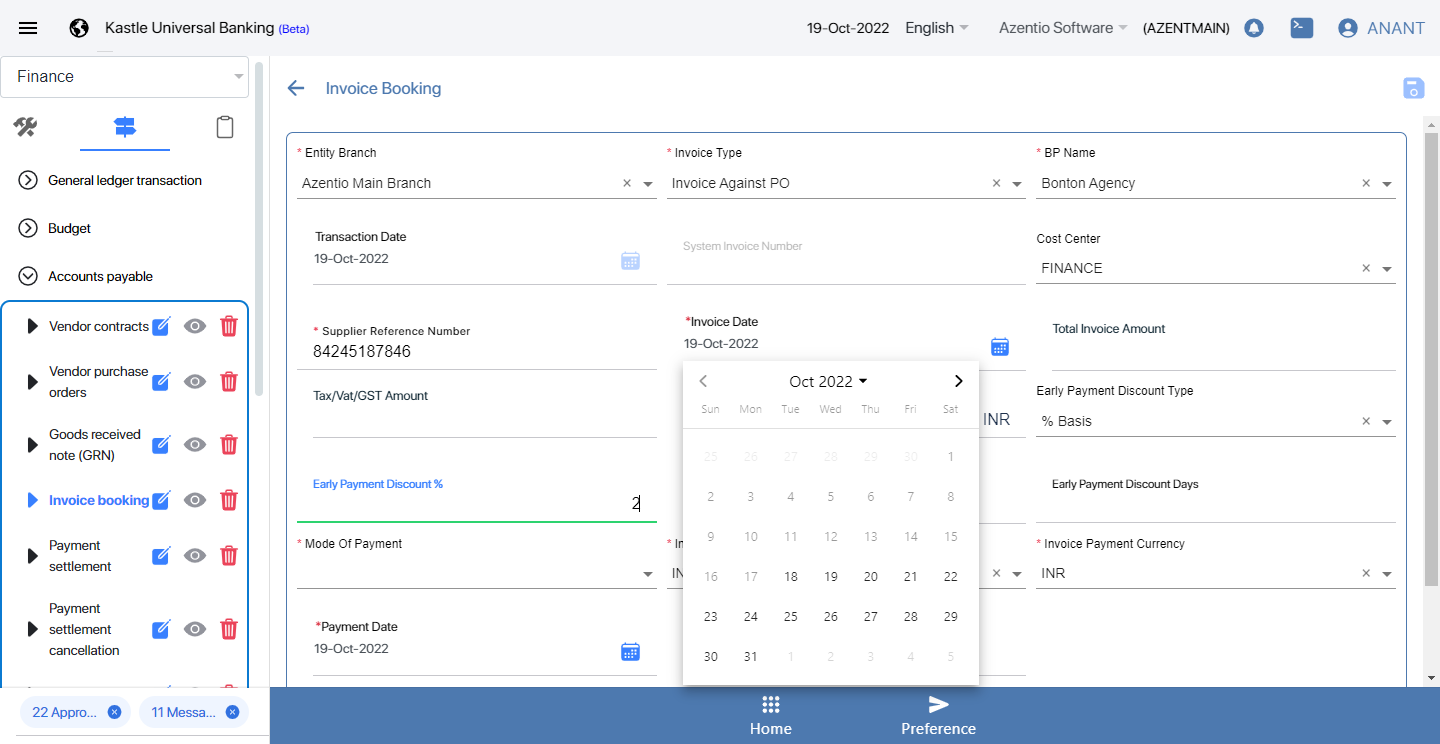 Kastle Universal Banking (Beta)
19-Oct-2022
English
Azentio Software
(AZENTMAIN)
ANANT
Finance
General ledger transaction
Budget
Accounts payable
Vendor contracts
Vendor purchase
orders
Goods received
note (GRN)
Invoice booking
Payment
settlement
Payment
settlement
cancellation
22 Appro...
11 Messa...
Invoice Booking
* Entity Branch
Azentio Main Branch
* Invoice Type
Invoice Against PO
* BP Name
Bonton Agency
Transaction Date
19-Oct-2022
System Invoice Number
Cost Center
FINANCE
* Supplier Reference Number
84245187846
*Invoice Date
19-Oct-2022
Total Invoice Amount
Tax/Vat/GST Amount
INR
Early Payment Discount Type
% Basis
Early Payment Discount %
2
Early Payment Discount Days
* Mode Of Payment
* In
IN
* Invoice Payment Currency
INR
*Payment Date
19-Oct-2022
Oct 2022
Sun Mon Tue Wed Thu Fri Sat
25 26 27 28 29 30 1
2 3 4 5 6 7 8
9 10 11 12 13 14 15
16 17 18 19 20 21 22
23 24 25 26 27 28 29
30 31 1 2 3 4 5
Home
Preference